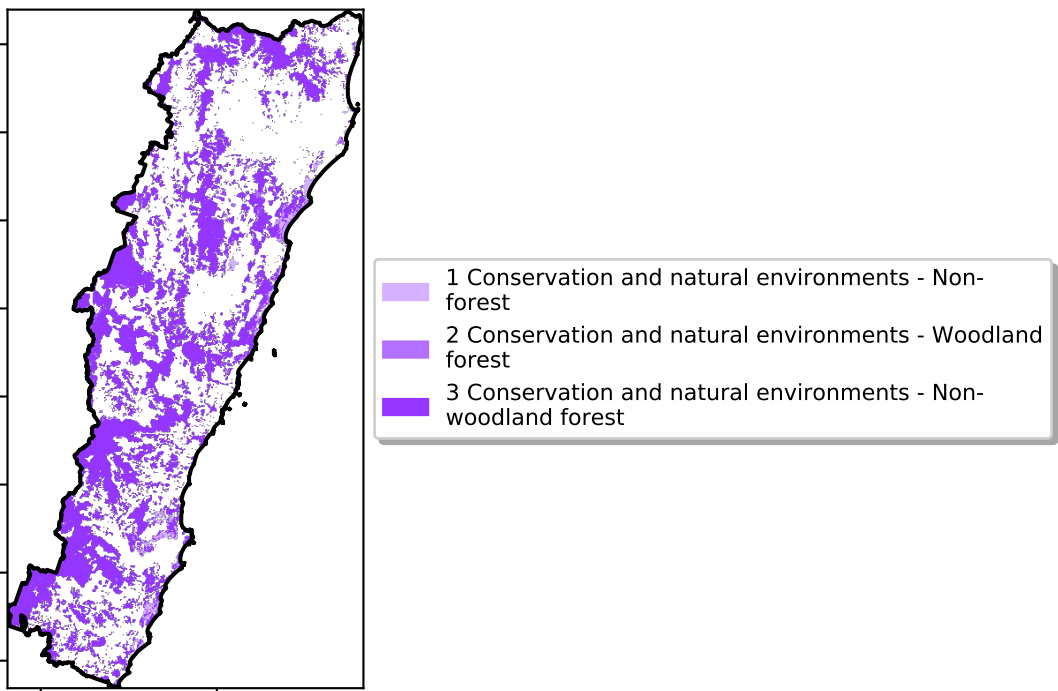 1 Conservation and natural environments - Non-
forest
2 Conservation and natural environments - Woodland
forest
3 Conservation and natural environments - Non-
woodland forest